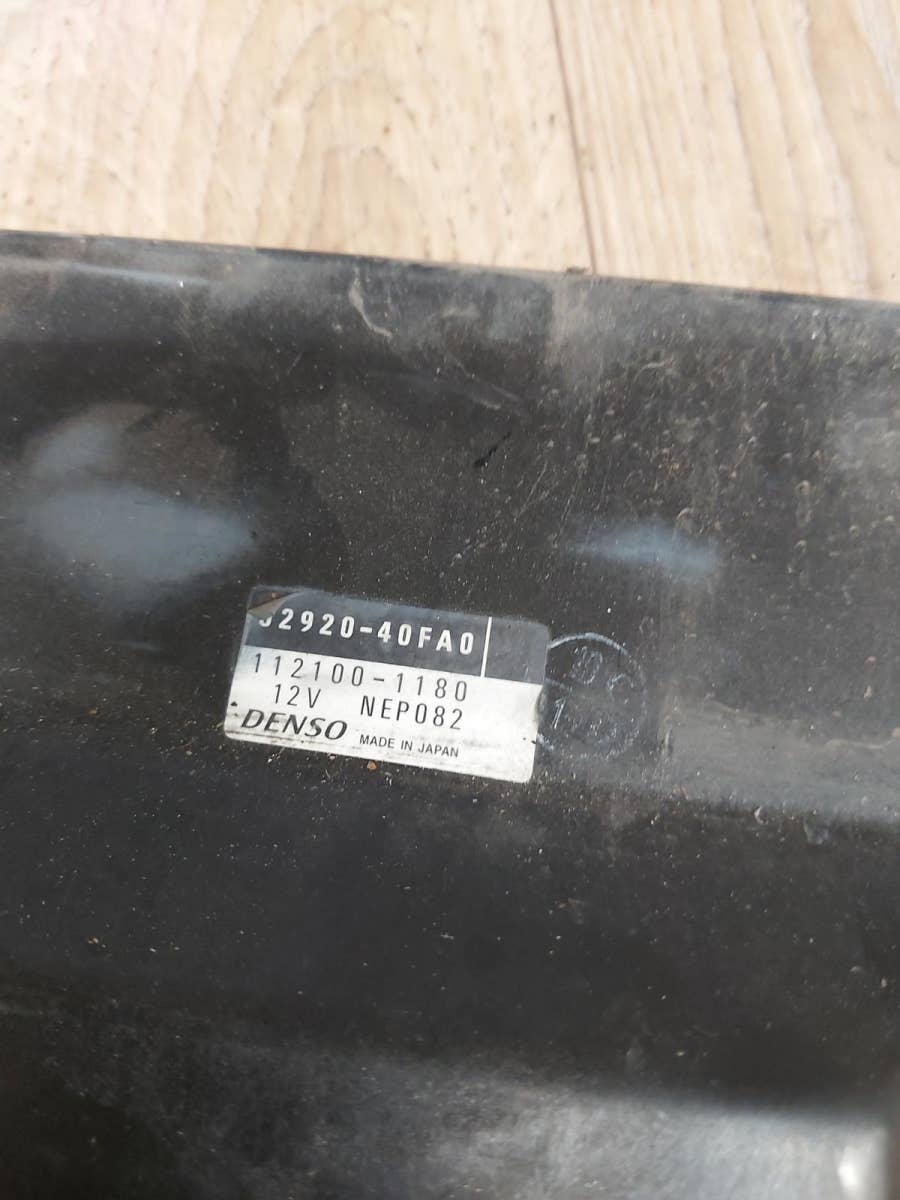 32920-40FA0
112100-1180
12V NEP082
DENSO MADE IN JAPAN